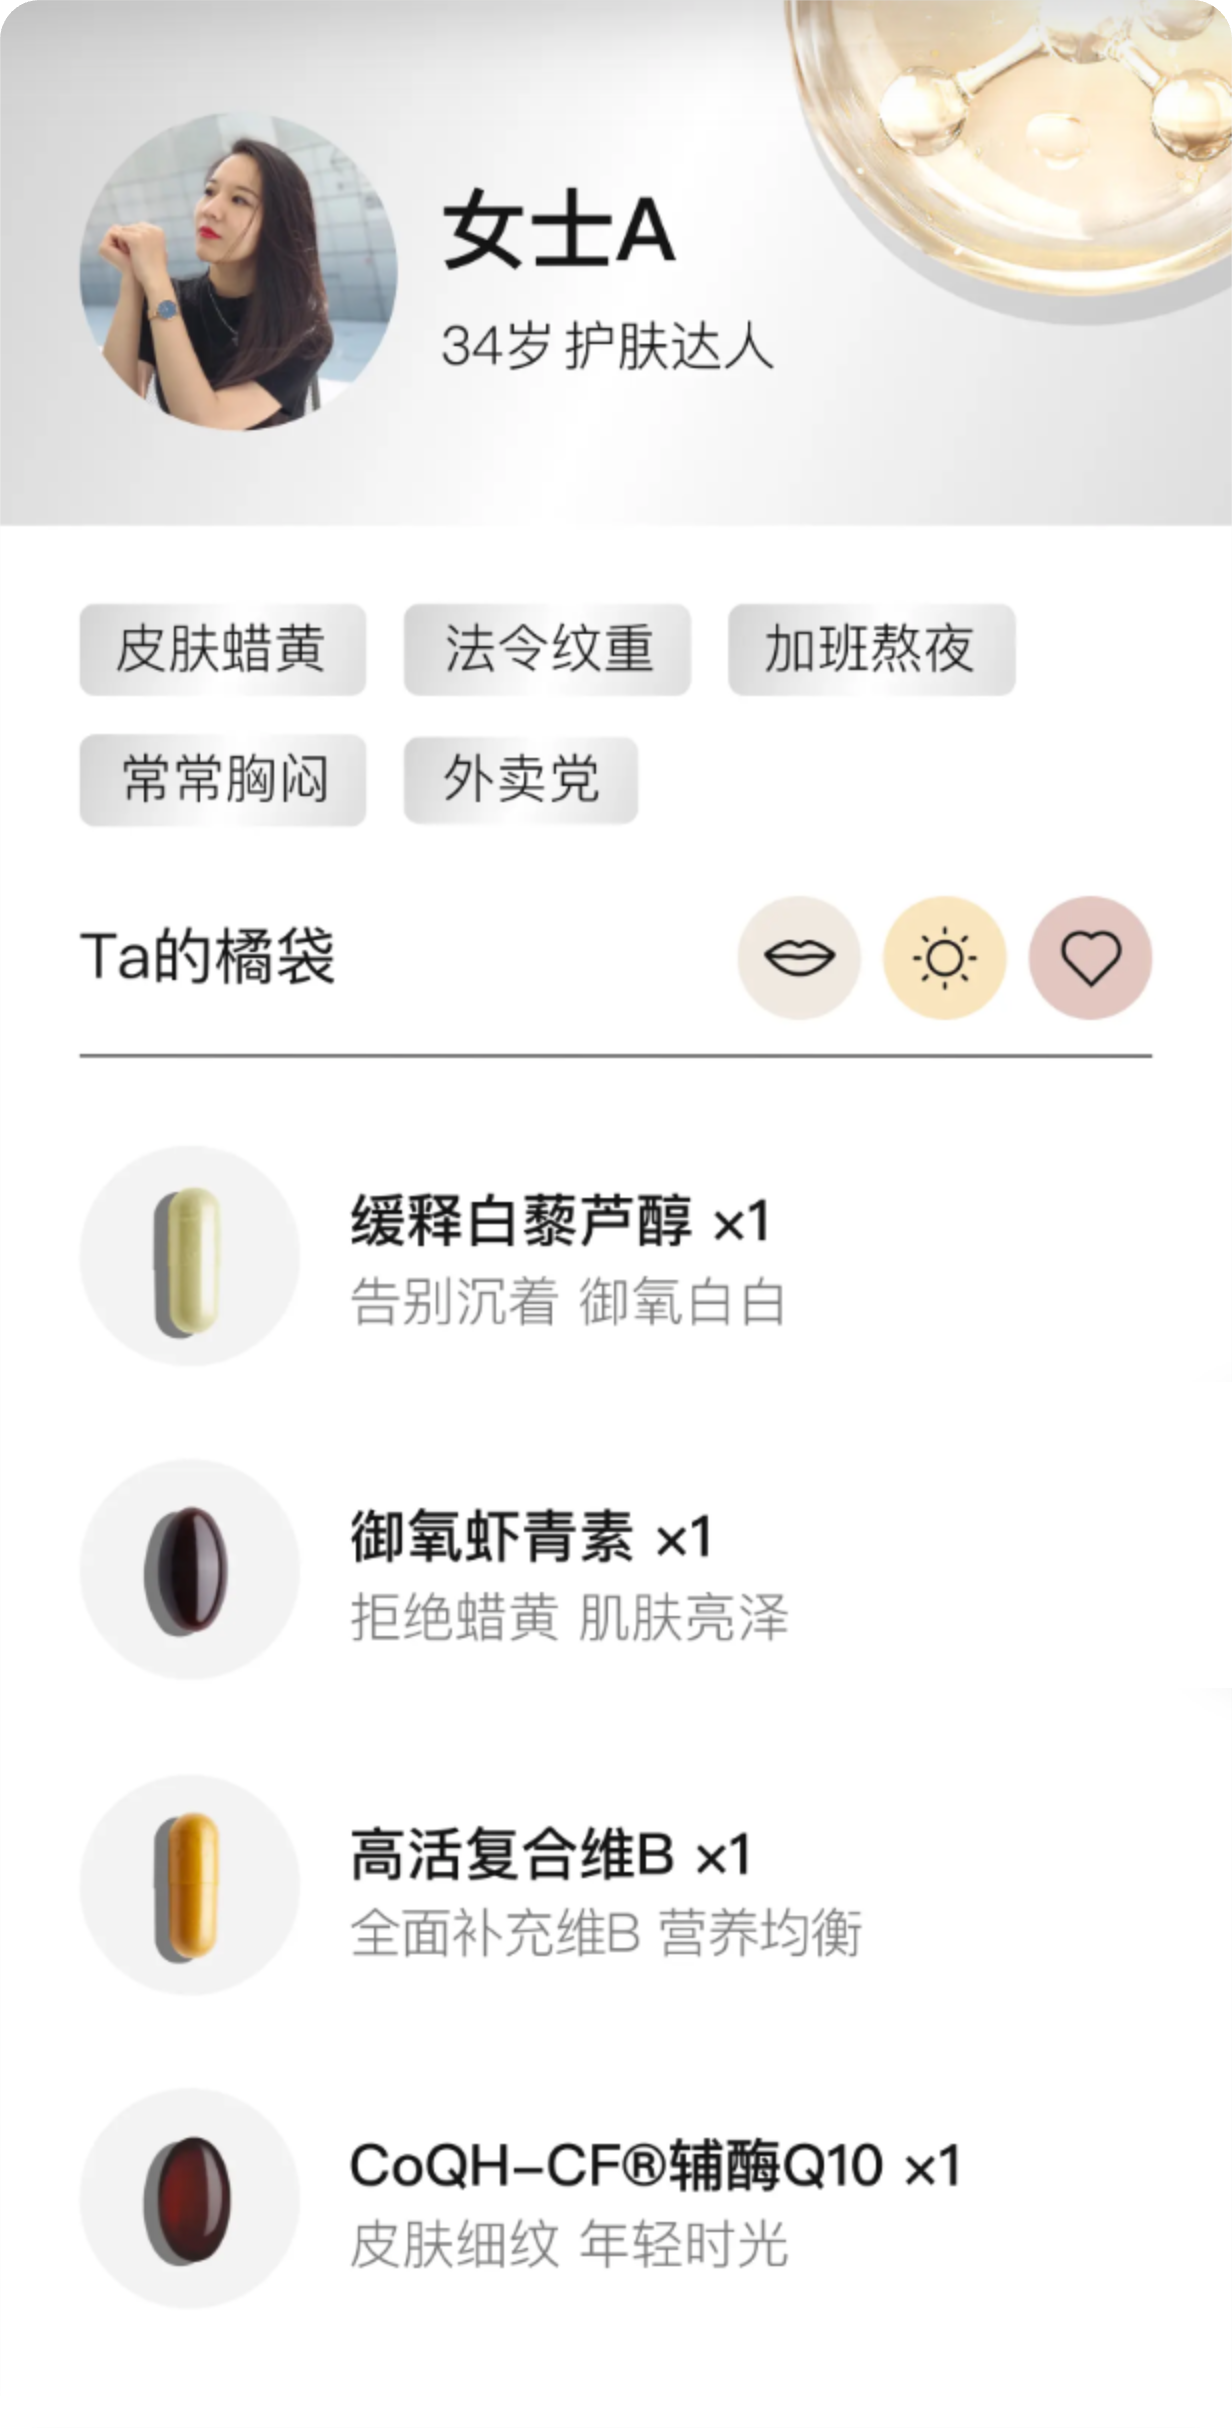 女士A
34岁 护肤达人
皮肤蜡黄 法令纹重 加班熬夜
常常胸闷 外卖党
Ta的橘袋
缓释白藜芦醇 ×1
告别沉着 御氧白白
御氧虾青素 ×1
拒绝蜡黄 肌肤亮泽
高活复合维B ×1
全面补充维B 营养均衡
CoQH-CF®辅酶Q10 ×1
皮肤细纹 年轻时光